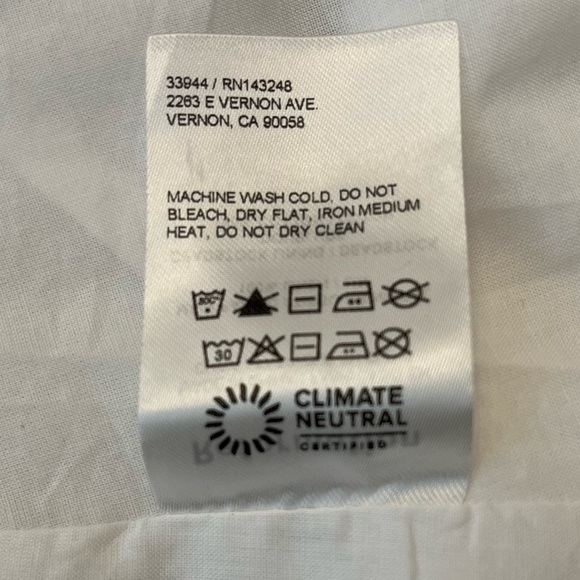 33944 / RN143248
2263 E VERNON AVE.
VERNON, CA 90058
MACHINE WASH COLD, DO NOT
BLEACH, DRY FLAT, IRON MEDIUM
HEAT, DO NOT DRY CLEAN
30
CLIMATE
NEUTRAL
CERTIFIED